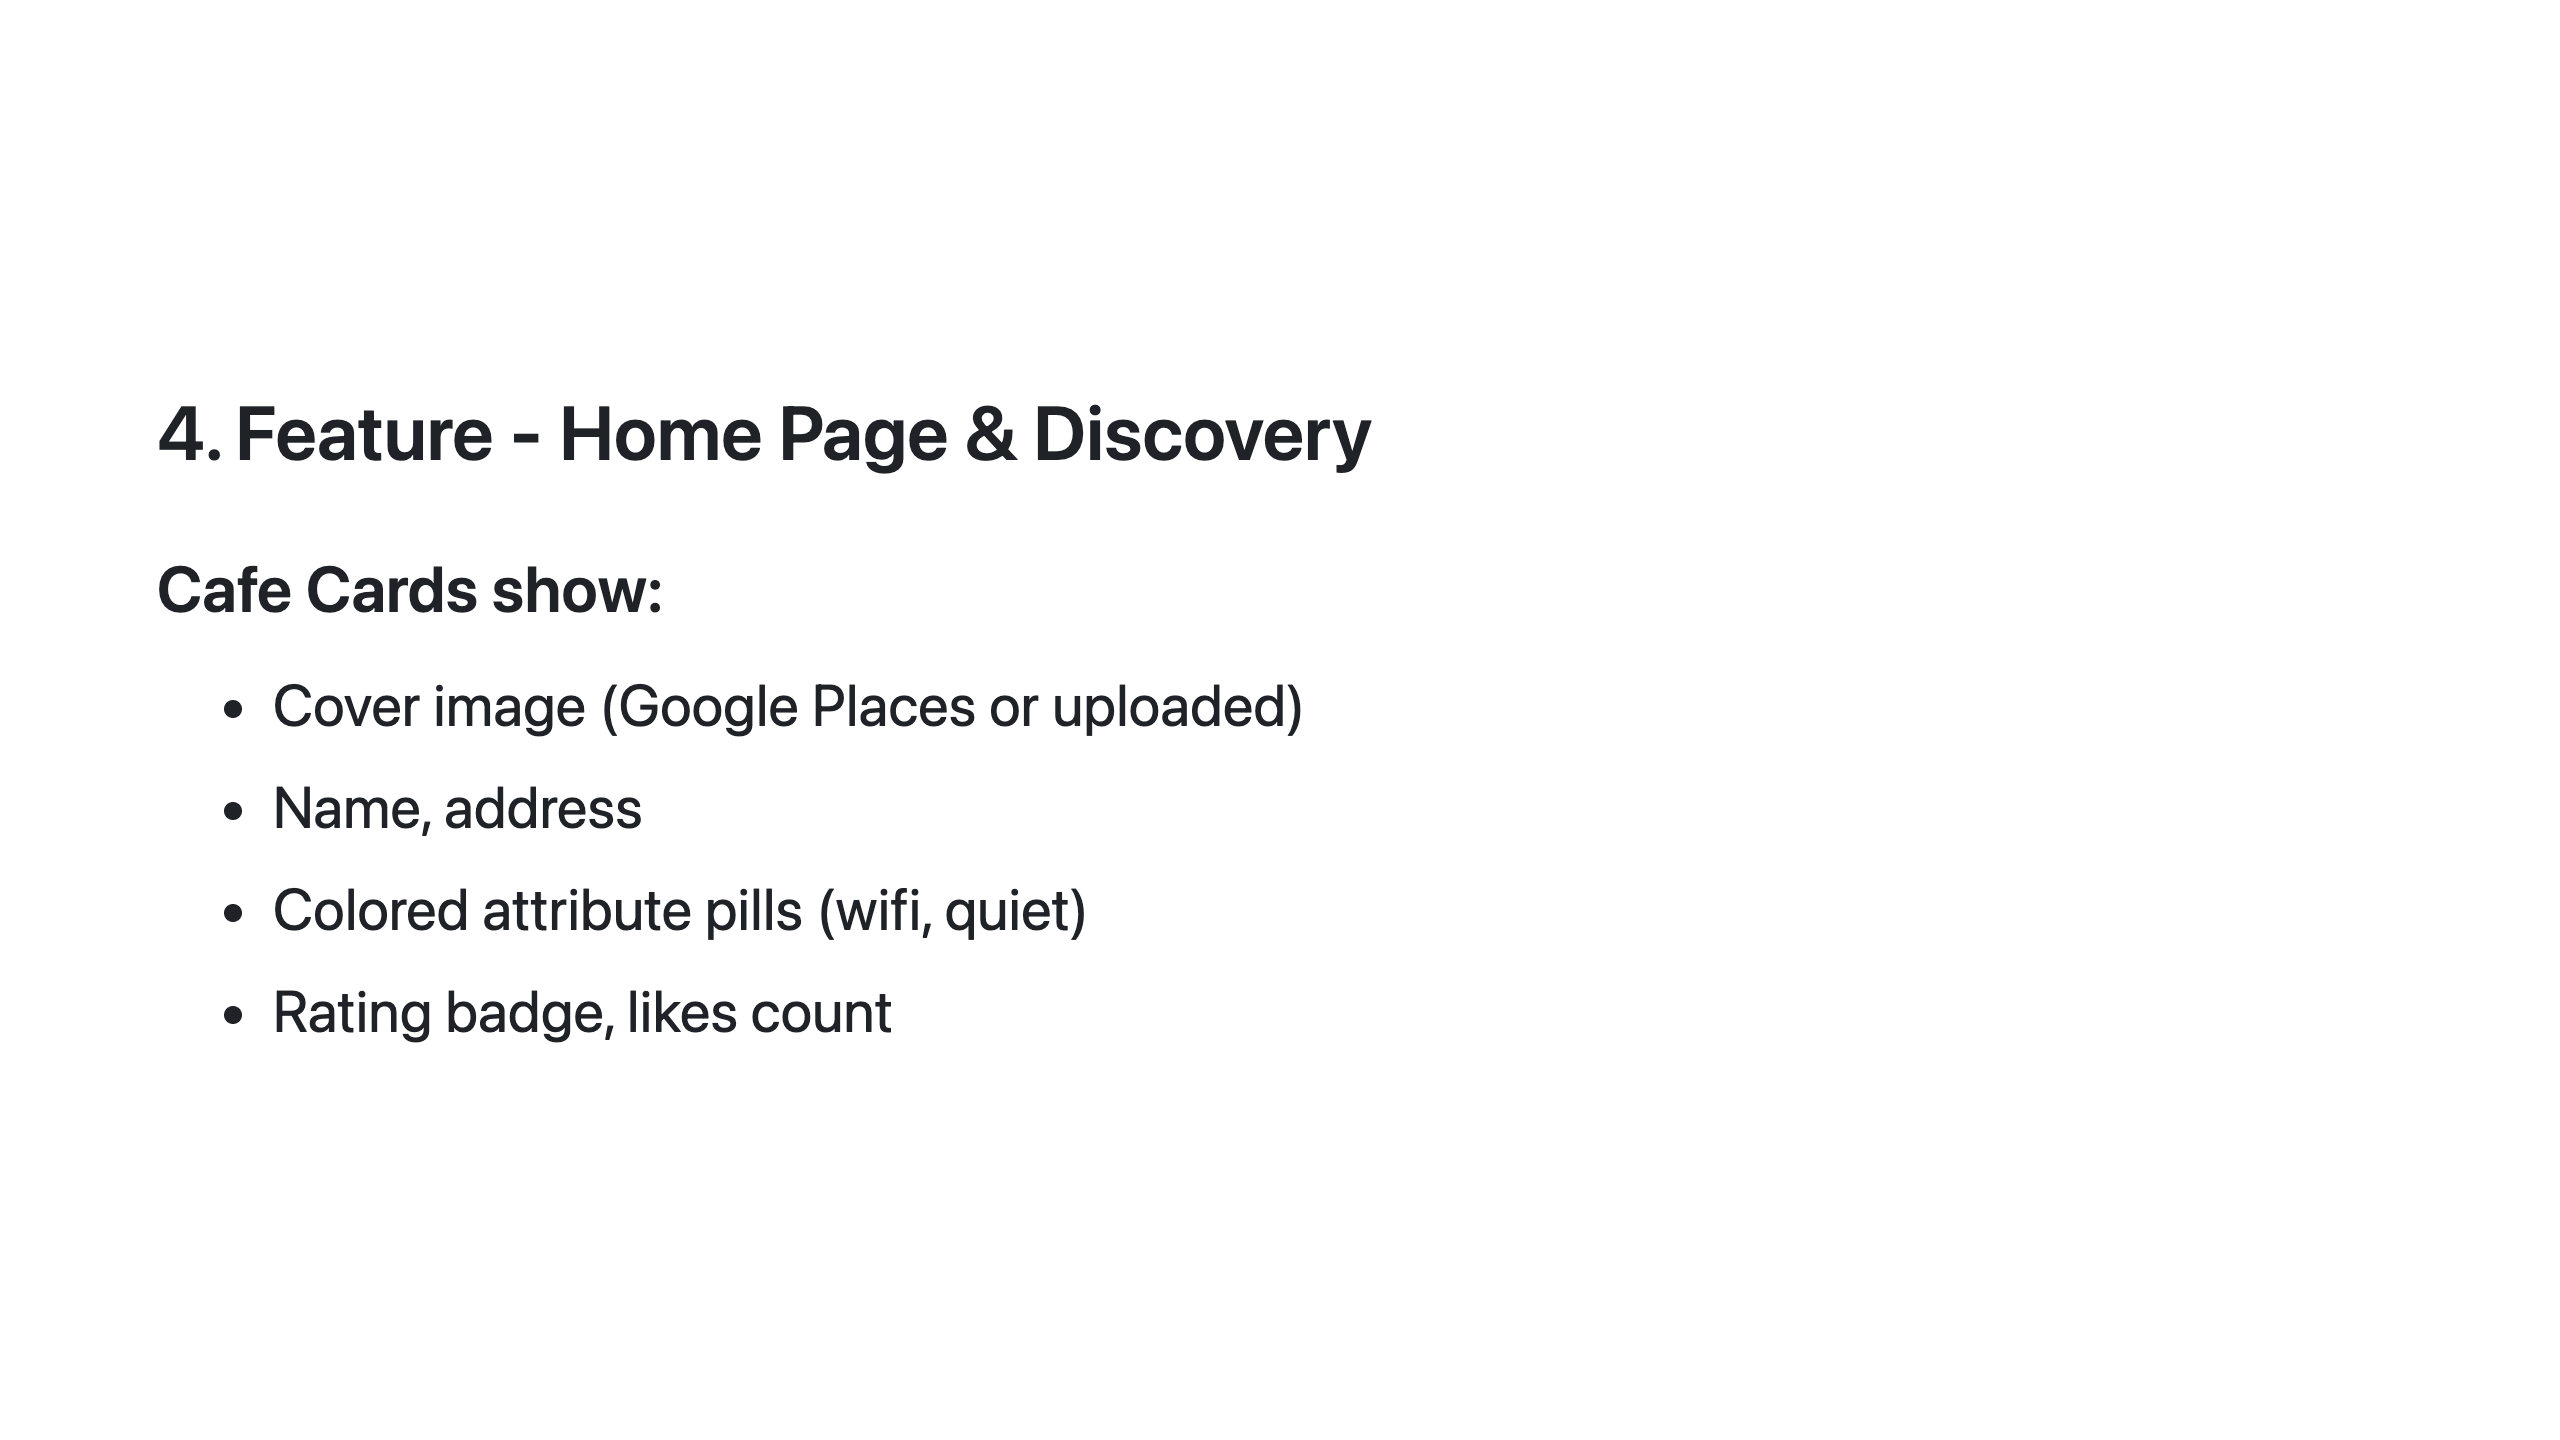 4. Feature - Home Page & Discovery
Cafe Cards show:
• Cover image (Google Places or uploaded)
• Name, address
• Colored attribute pills (wifi, quiet)
• Rating badge, likes count